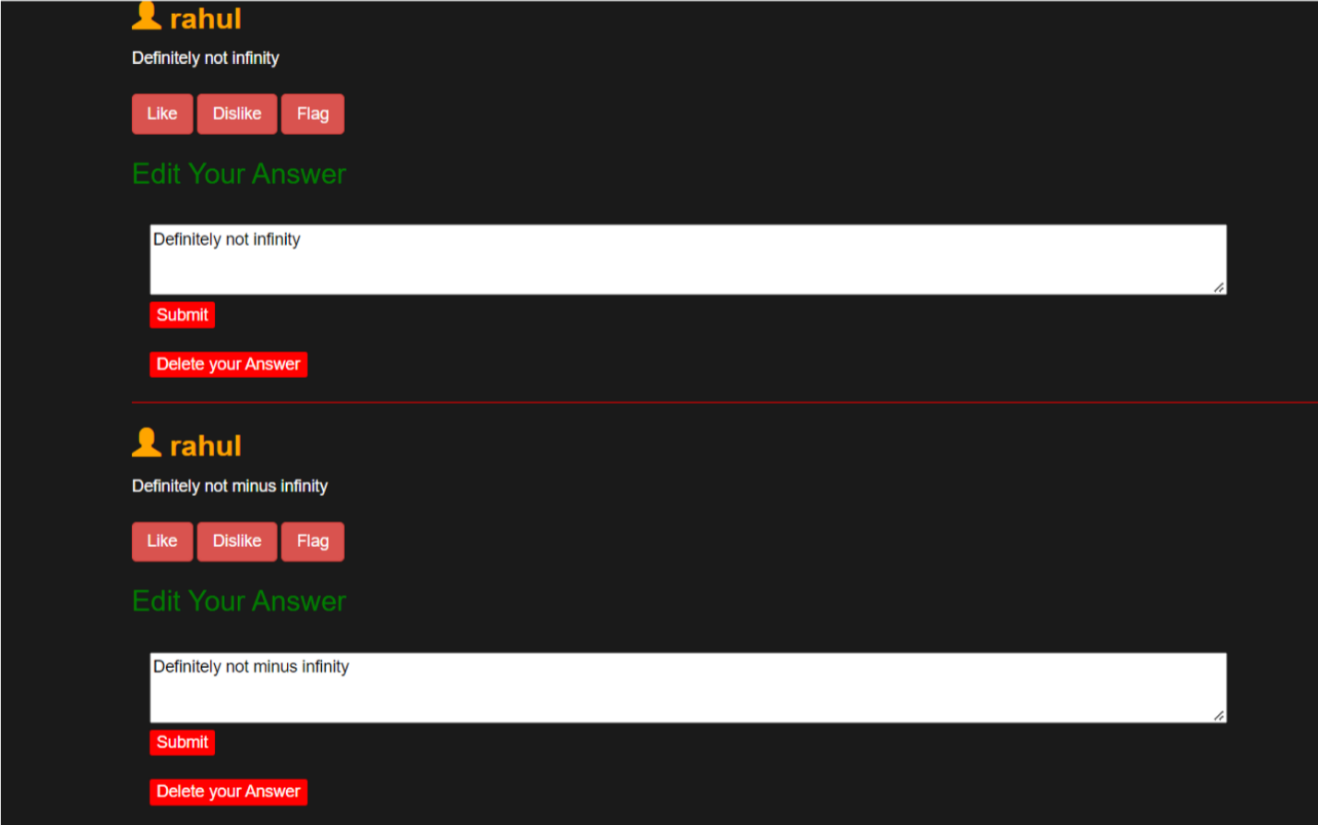 rahul
Definitely not infinity
Like Dislike Flag
Edit Your Answer
Definitely not infinity
Submit
Delete your Answer
rahul
Definitely not minus infinity
Like Dislike Flag
Edit Your Answer
Definitely not minus infinity
Submit
Delete your Answer